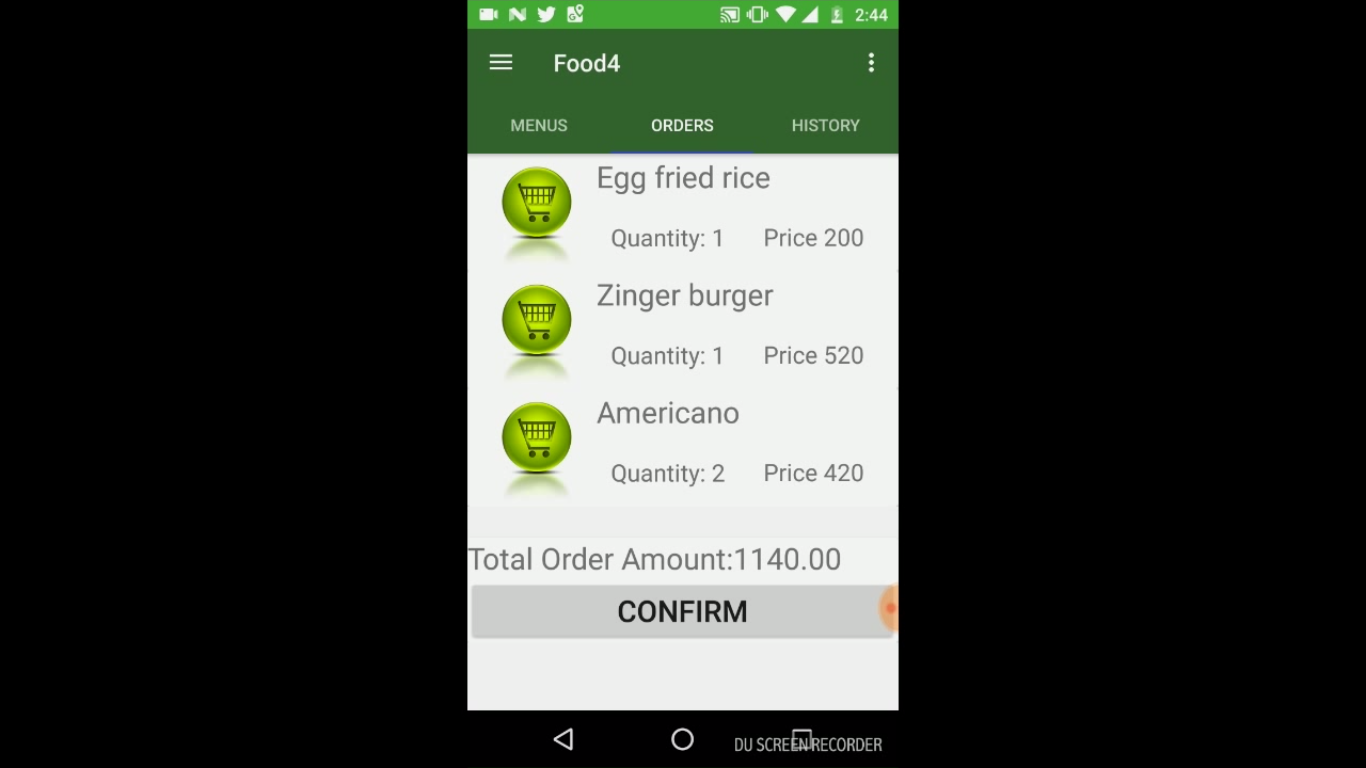 2:44
Food4
MENUS ORDERS HISTORY
Egg fried rice
Quantity: 1 Price 200
Zinger burger
Quantity: 1 Price 520
Americano
Quantity: 2 Price 420
Total Order Amount:1140.00
CONFIRM
DU SCREEN RECORDER